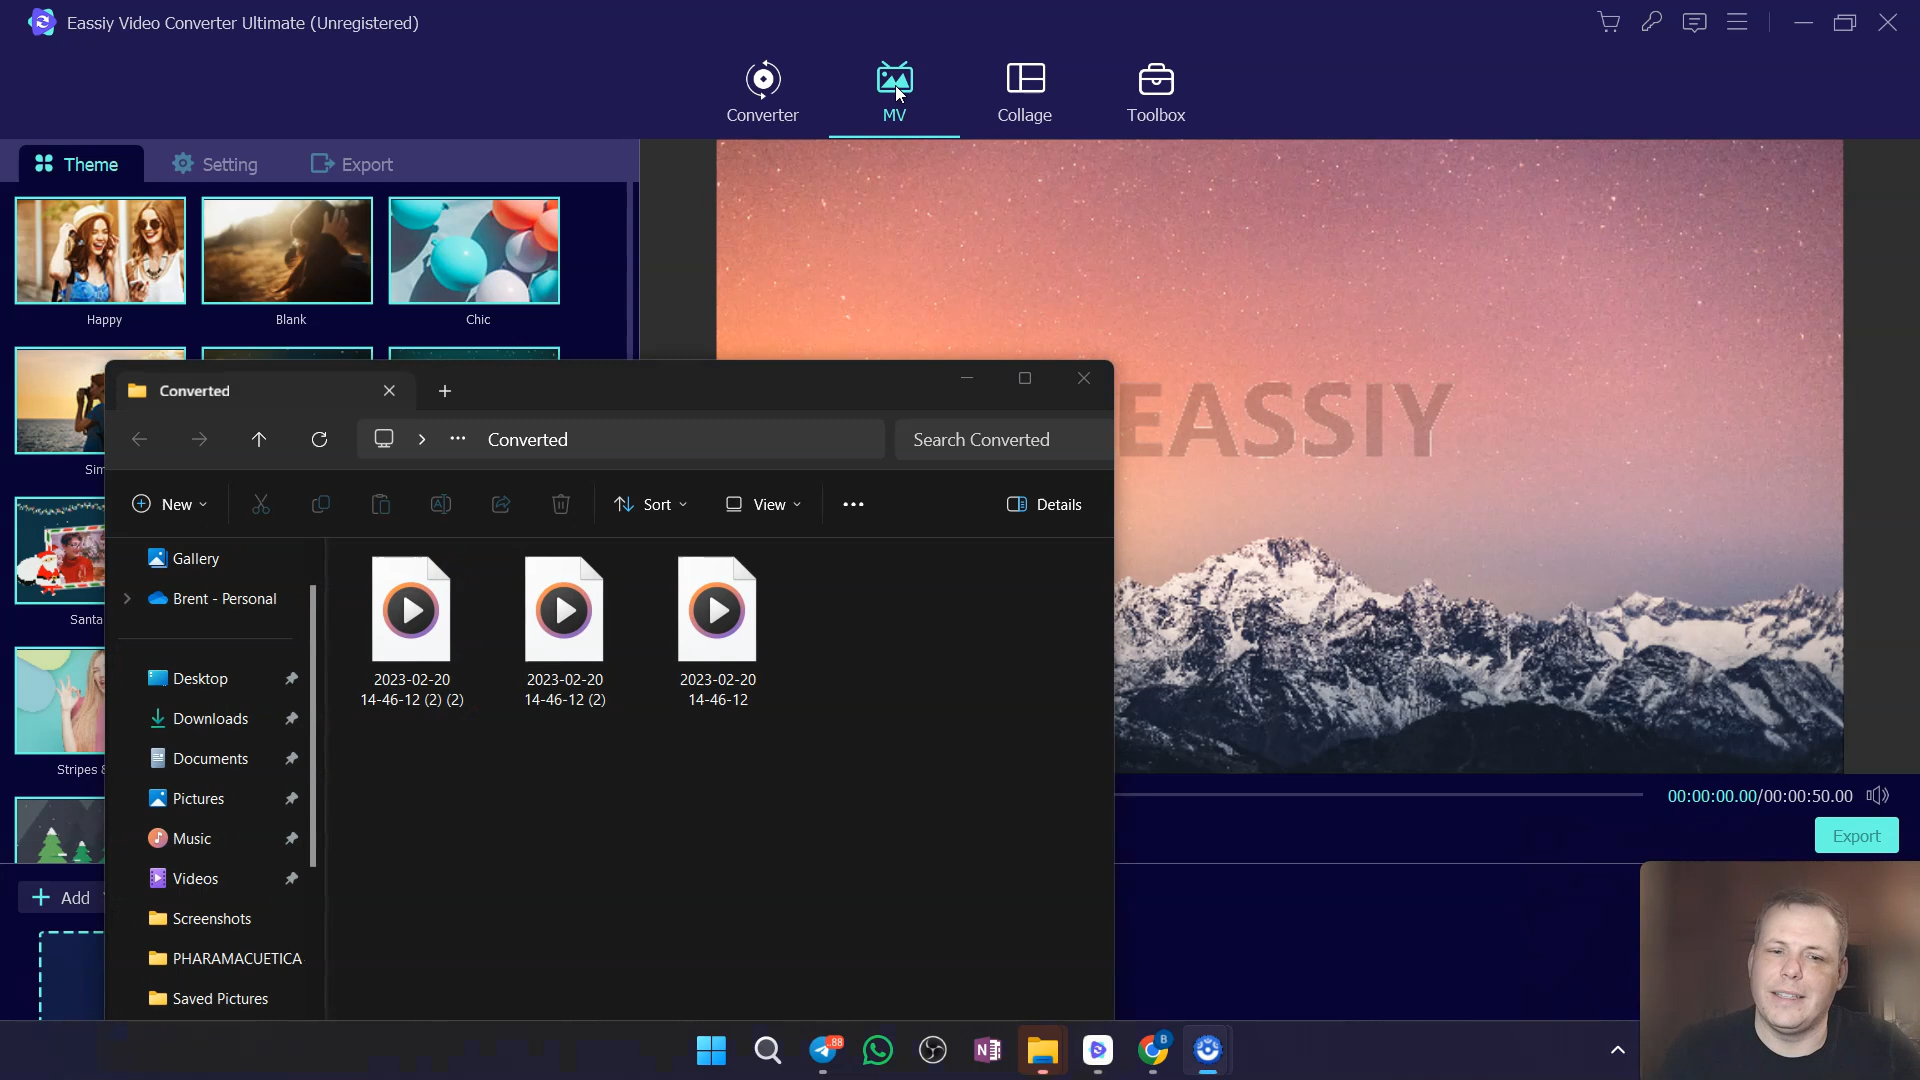 Eassiy Video Converter Ultimate (Unregistered)
Converter
MV
Collage
Toolbox
Theme
Setting
Export
Happy
Blank
Chic
Sim
Santa
Stripes &
EASSIY
Converted
Converted
Search Converted
New
Sort
View
Details
Gallery
Brent - Personal
Desktop
Downloads
Documents
Pictures
Music
Videos
Screenshots
PHARAMACUETICA
Saved Pictures
2023-02-20
14-46-12 (2) (2)
2023-02-20
14-46-12 (2)
2023-02-20
14-46-12
00:00:00.00/00:00:50.00
Export
Add
..88
N
B